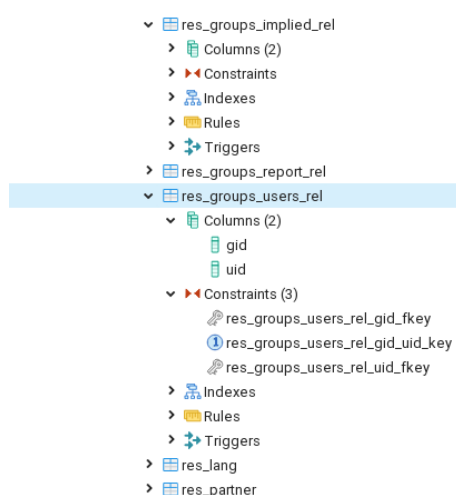 res_groups_implied_rel
Columns (2)
Constraints
Indexes
Rules
Triggers
res_groups_report_rel
res_groups_users_rel
Columns (2)
gid
uid
Constraints (3)
res_groups_users_rel_gid_fkey
1 res_groups_users_rel_gid_uid_key
res_groups_users_rel_uid_fkey
Indexes
Rules
Triggers
res_lang
res_partner